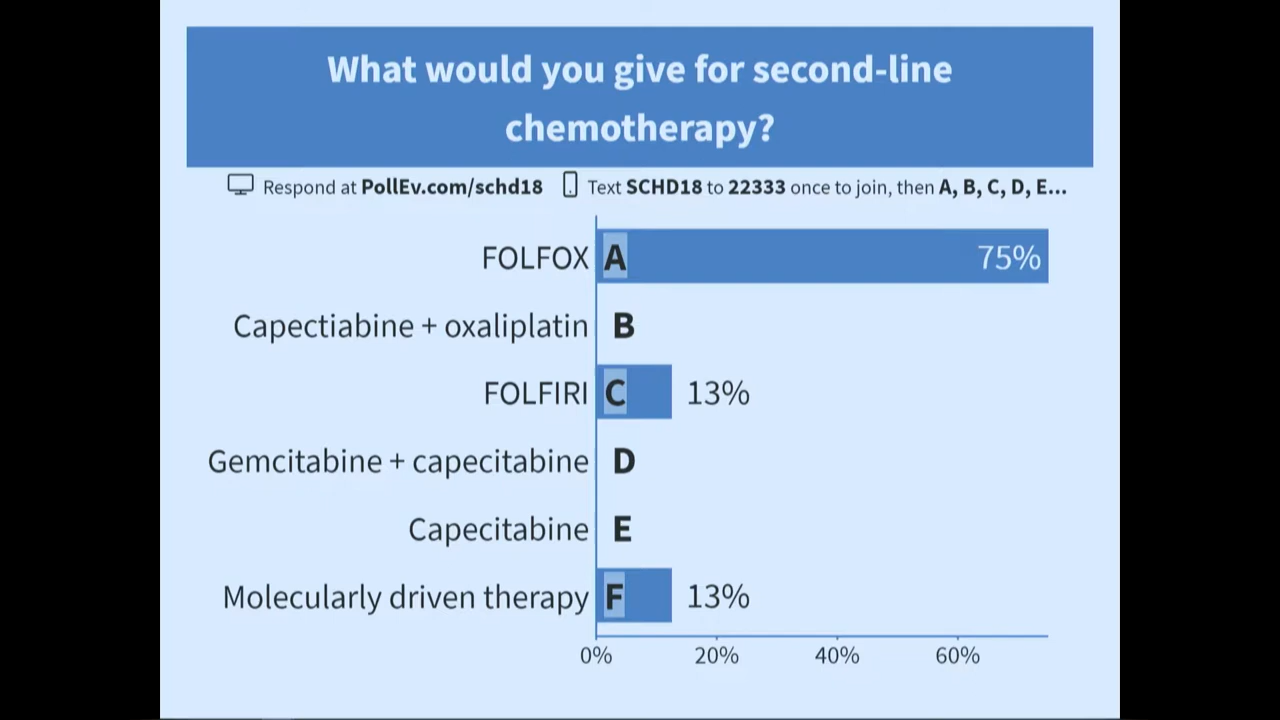 What would you give for second-line
chemotherapy?
Respond at PollEv.com/schd18 Text SCHD18 to 22333 once to join, then A, B, C, D, E...
FOLFOX A 75%
Capectiabine + oxaliplatin B
FOLFIRI C 13%
Gemcitabine + capecitabine D
Capecitabine E
Molecularly driven therapy F 13%
0% 20% 40% 60%